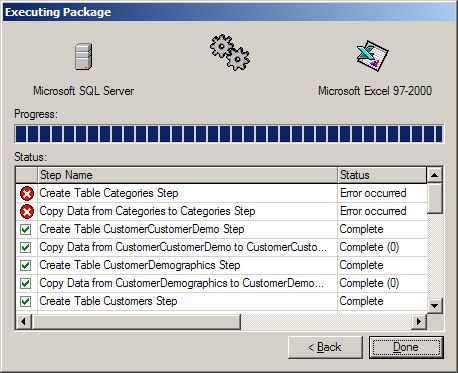 Executing Package
Microsoft SQL Server
Microsoft Excel 97-2000
Progress:
Status:
Step Name Status
Create Table Categories Step Error occurred
Copy Data from Categories to Categories Step Error occurred
Create Table CustomerCustomerDemo Step Complete
Copy Data from CustomerCustomerDemo to CustomerCusto... Complete (0)
Create Table CustomerDemographics Step Complete
Copy Data from CustomerDemographics to CustomerDemo... Complete (0)
Create Table Customers Step Complete
< Back Done